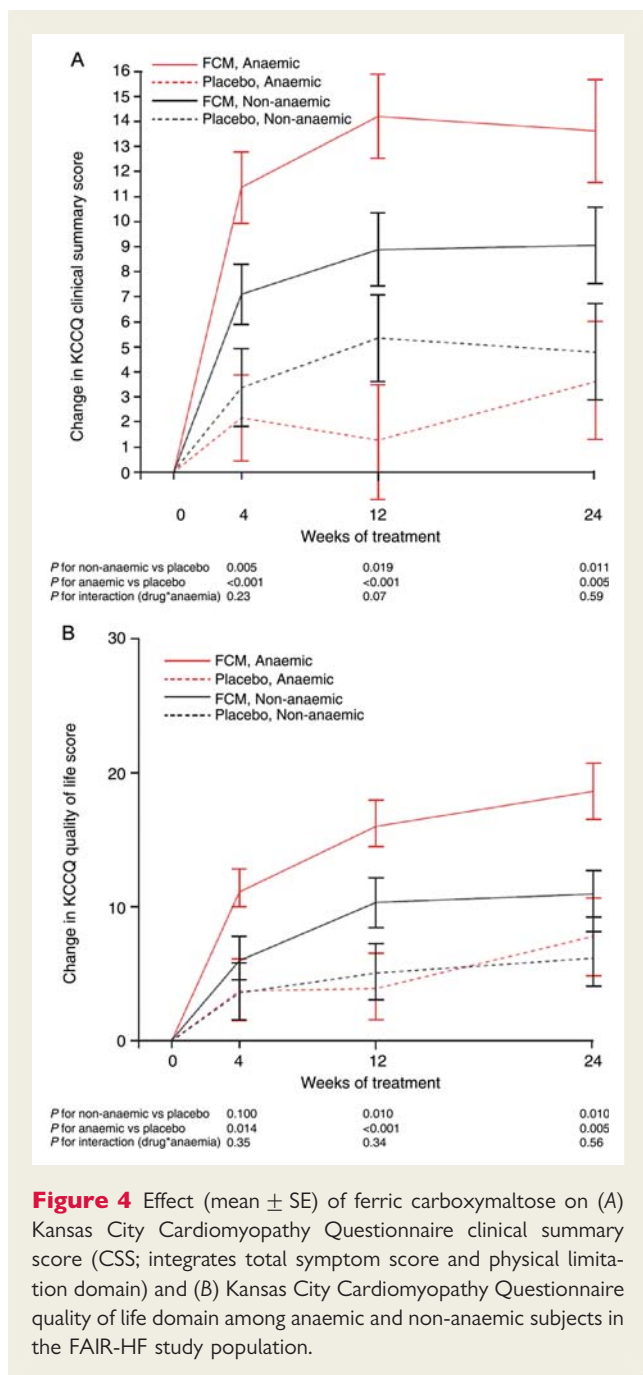 A
FCM, Anaemic
Placebo, Anaemic
FCM, Non-anaemic
Placebo, Non-anaemic
16
15
14
13
12
11
10
9
8
7
6
5
4
3
2
1
0
Change in KCCQ clinical summary score
0 4 12 24
Weeks of treatment
P for non-anaemic vs placebo 0.005 0.019 0.011
P for anaemic vs placebo <0.001 <0.001 0.005
P for interaction (drug*anaemia) 0.23 0.07 0.59
B
FCM, Anaemic
Placebo, Anaemic
FCM, Non-anaemic
Placebo, Non-anaemic
30
20
10
0
Change in KCCQ quality of life score
0 4 12 24
Weeks of treatment
P for non-anaemic vs placebo 0.100 0.010 0.010
P for anaemic vs placebo 0.014 <0.001 0.005
P for interaction (drug*anaemia) 0.35 0.34 0.56
Figure 4 Effect (mean ± SE) of ferric carboxymaltose on (A)
Kansas City Cardiomyopathy Questionnaire clinical summary
score (CSS; integrates total symptom score and physical limita-
tion domain) and (B) Kansas City Cardiomyopathy Questionnaire
quality of life domain among anaemic and non-anaemic subjects in
the FAIR-HF study population.